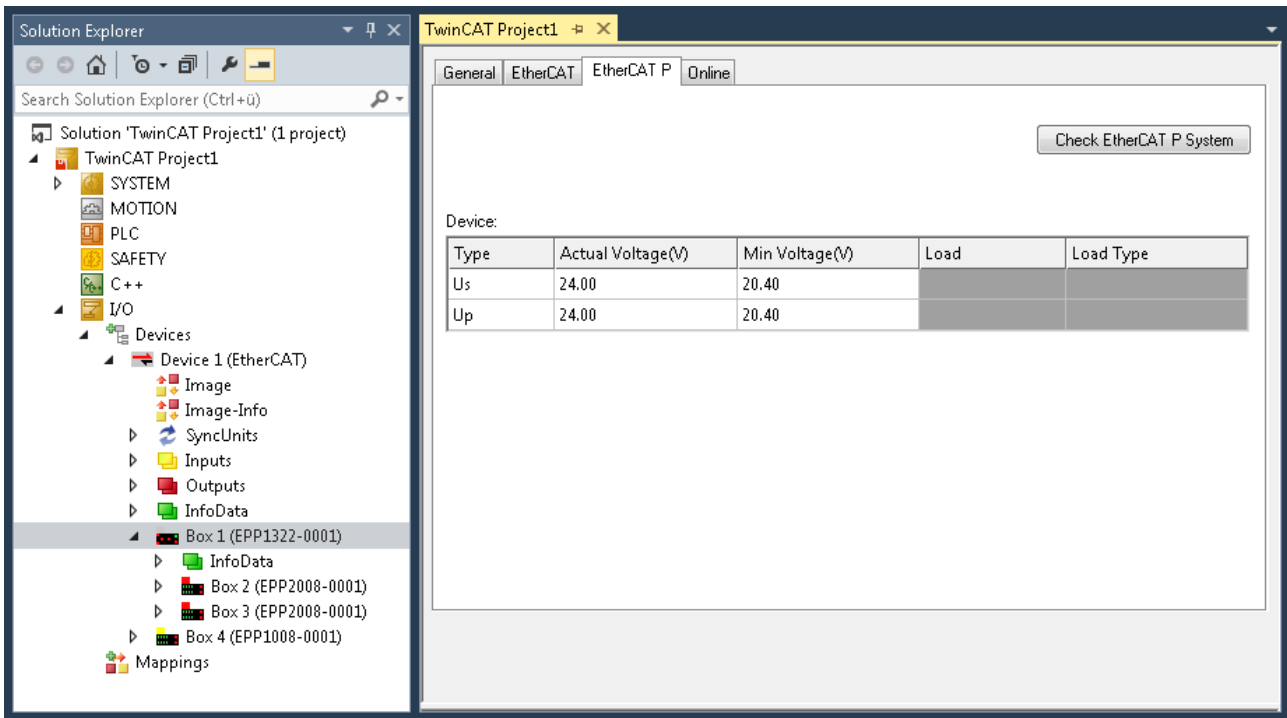 Solution Explorer
Search Solution Explorer (Ctrl+ü)
Solution 'TwinCAT Project1' (1 project)
TwinCAT Project1
SYSTEM
MOTION
PLC
SAFETY
C++
I/O
Devices
Device 1 (EtherCAT)
Image
Image-Info
SyncUnits
Inputs
Outputs
InfoData
Box 1 (EPP1322-0001)
InfoData
Box 2 (EPP2008-0001)
Box 3 (EPP2008-0001)
Box 4 (EPP1008-0001)
Mappings
TwinCAT Project1
General EtherCAT EtherCAT P Online
Check EtherCAT P System
Device:
Type Actual Voltage(V) Min Voltage(V) Load Load Type
Us 24.00 20.40
Up 24.00 20.40